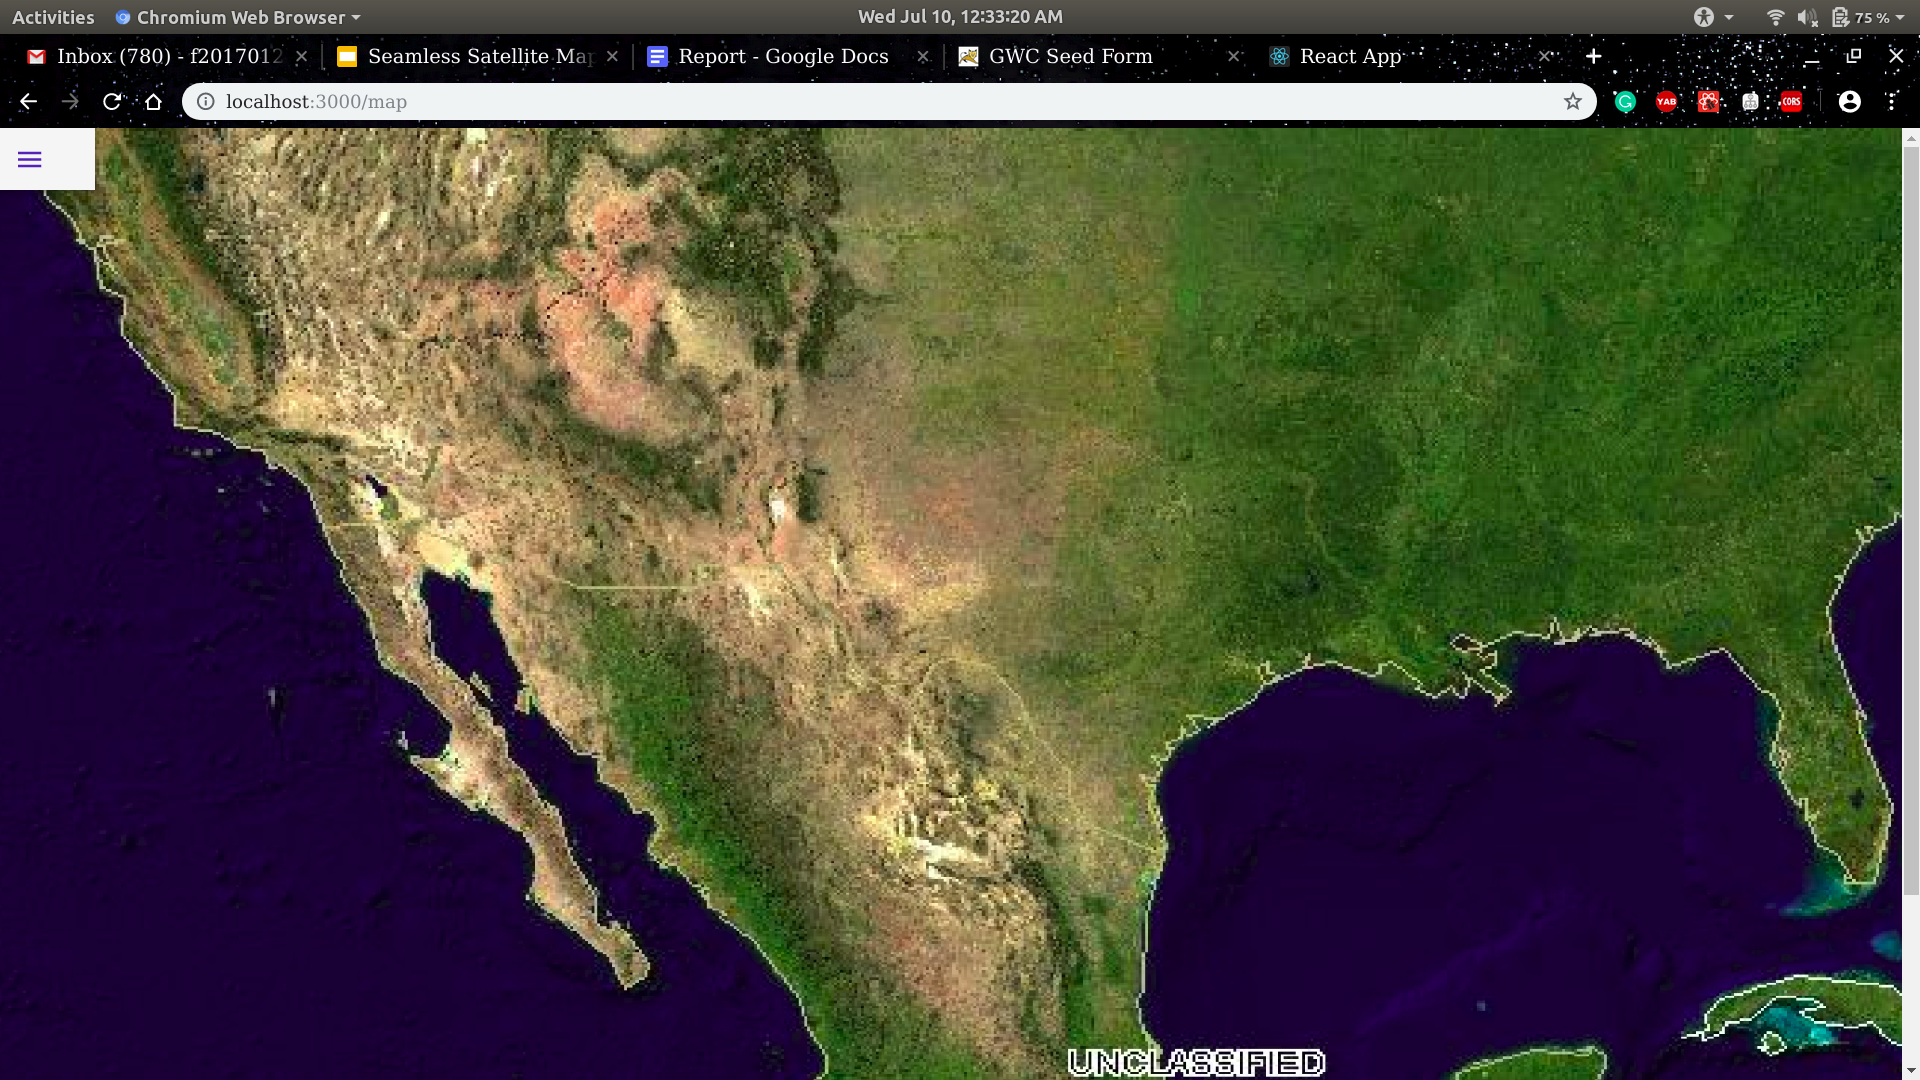 Activities Chromium Web Browser Wed Jul 10, 12:33:20 AM 75 %
Inbox (780) - f2017012 Seamless Satellite Map Report - Google Docs GWC Seed Form React App
localhost:3000/map YAB CORS
UNCLASSIFIED